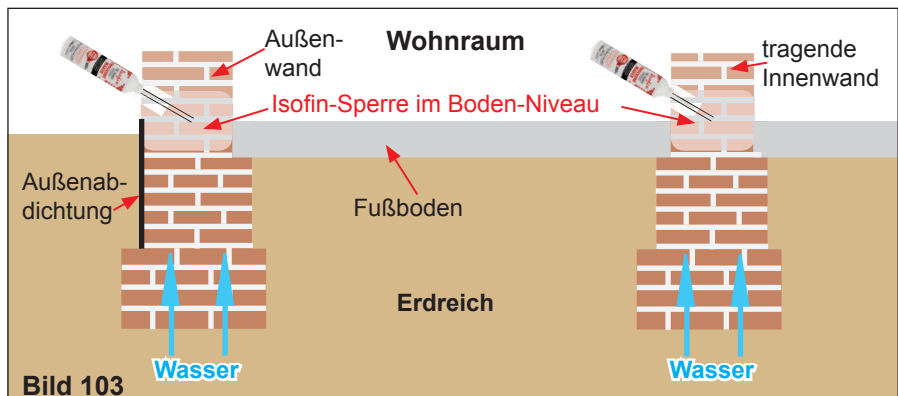 Außen-
wand
Wohnraum
tragende
Innenwand
Isofin-Sperre im Boden-Niveau
Außenab-
dichtung
Fußboden
Erdreich
Wasser
Wasser
Bild 103